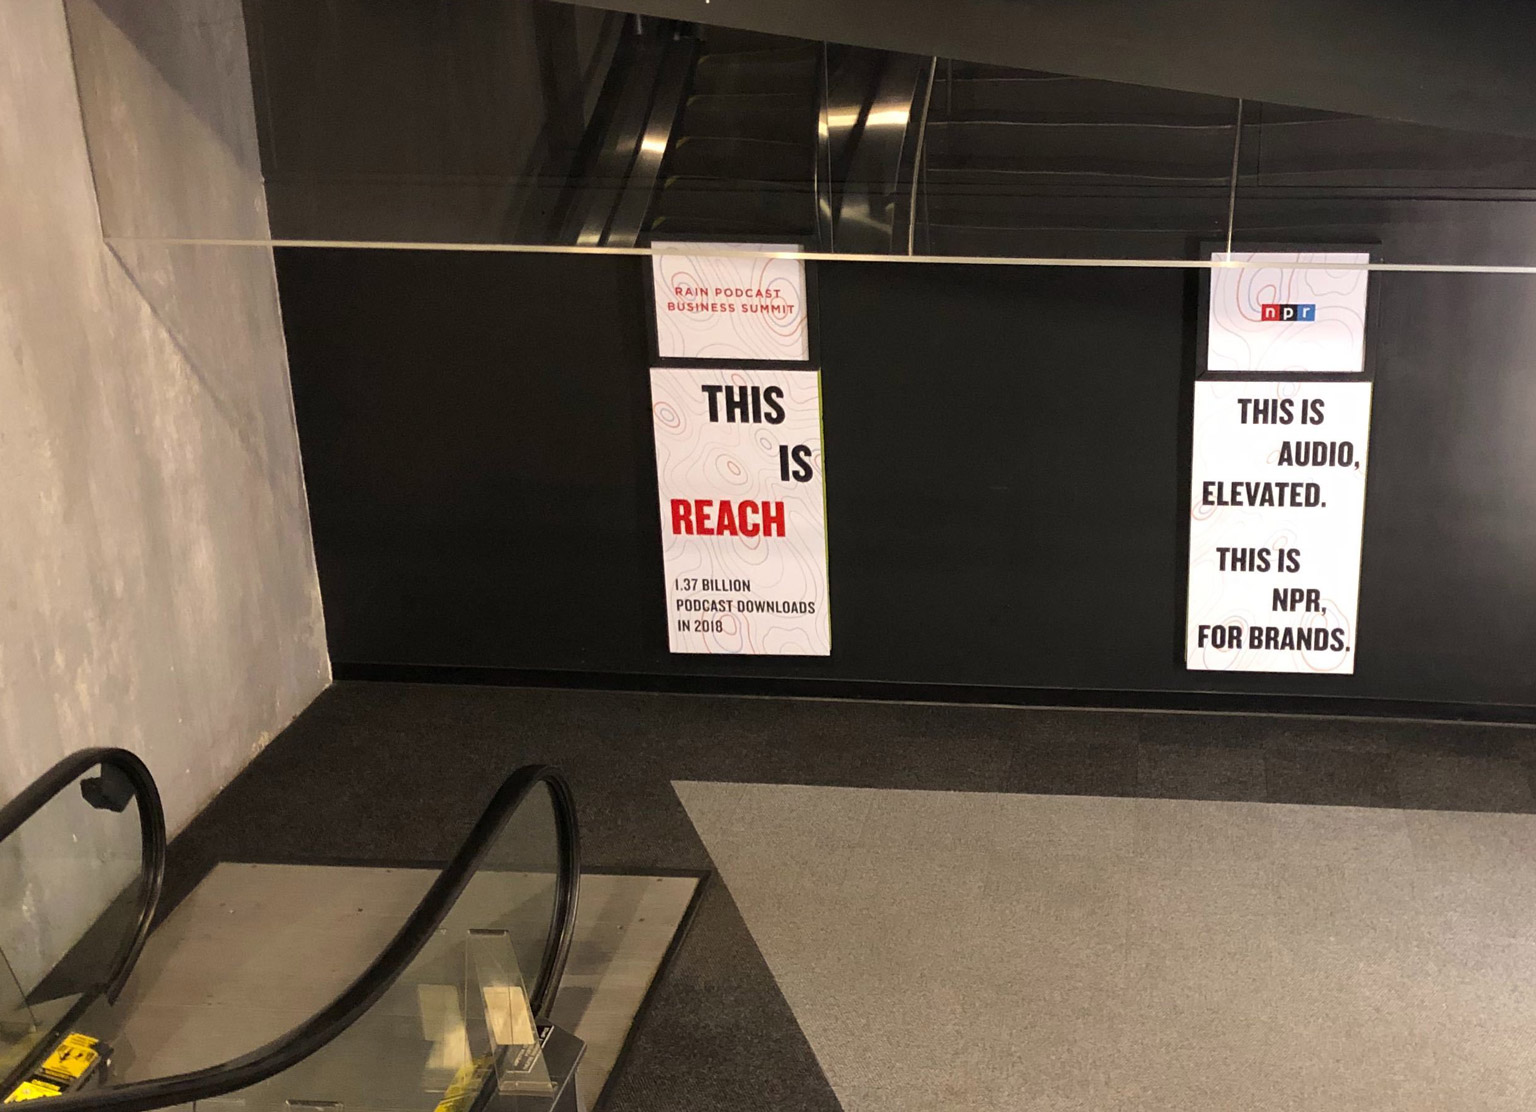 RAIN PODCAST
BUSINESS SUMMIT
THIS
IS
REACH
1.37 BILLION
PODCAST DOWNLOADS
IN 2018
npr
THIS IS
AUDIO,
ELEVATED.
THIS IS
NPR,
FOR BRANDS.